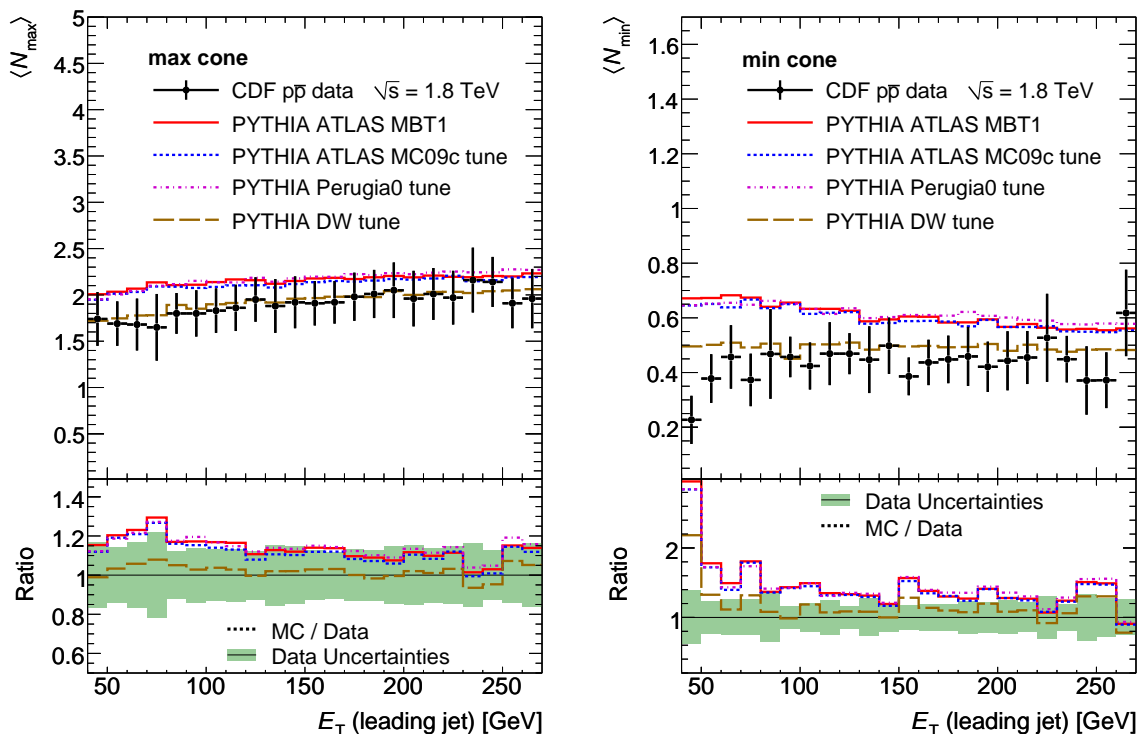 ⟨N_max⟩
max cone
CDF pp̅ data √s = 1.8 TeV
PYTHIA ATLAS MBT1
PYTHIA ATLAS MC09c tune
PYTHIA Perugia0 tune
PYTHIA DW tune
5
4.5
4
3.5
3
2.5
2
1.5
1
0.5
Ratio
1.4
1.2
1
0.8
0.6
MC / Data
Data Uncertainties
50 100 150 200 250
E_T (leading jet) [GeV]
⟨N_min⟩
min cone
CDF pp̅ data √s = 1.8 TeV
PYTHIA ATLAS MBT1
PYTHIA ATLAS MC09c tune
PYTHIA Perugia0 tune
PYTHIA DW tune
1.6
1.4
1.2
1
0.8
0.6
0.4
0.2
Ratio
2
1
Data Uncertainties
MC / Data
50 100 150 200 250
E_T (leading jet) [GeV]